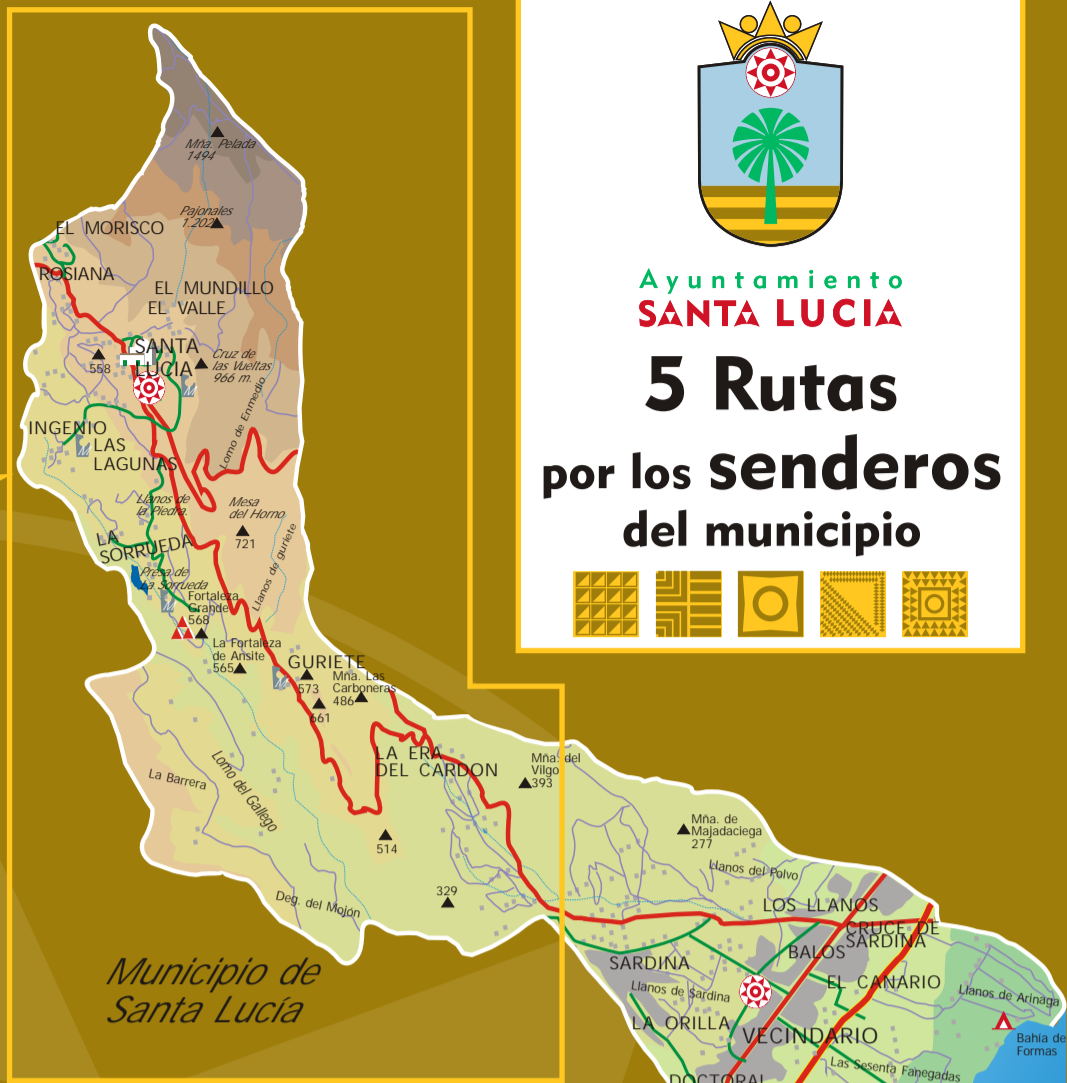 Ayuntamiento
SANTA LUCIA
5 Rutas
por los senderos
del municipio
Mna. Pelada
1494
Pajonales
1.202
EL MORISCO
ROSIANA
EL MUNDILLO
EL VALLE
SANTA
LUCIA
558
Cruz de
las Vueltas
966 m.
Lomo de Enmedio
INGENIO
LAS
LAGUNAS
Llanos de
la Piedra.
Mesa
del Horno
721
LA
SORRUEDA
Llanos de guriete
Presa de
La Sorrueda
Fortaleza
Grande
568
La Fortaleza
de Ansite
565
GURIETE
573
Mna. Las
Carboneras
486
661
LA ERA
DEL CARDON
Mña. del
Vilgo
393
La Barrera
Lomo del Gallego
514
Mña. de
Majadaciega
277
Llanos del Polvo
329
Deg. del Mojón
LOS LLANOS
CRUCE DE
SARDINA
BALOS
SARDINA
EL CANARIO
Llanos de Sardina
Llanos de Arinaga
LA ORILLA
VECINDARIO
Bahía de
Formas
Las Sesenta Fanegadas
DOCTORAL
Municipio de
Santa Lucía